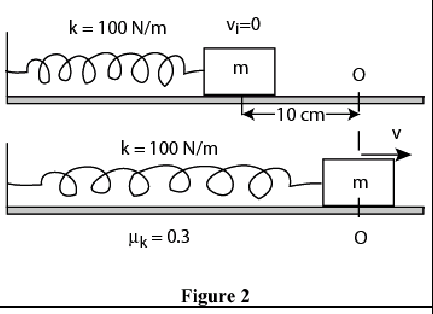 k = 100 N/m vᵢ=0
m
O
10 cm
v
k = 100 N/m
m
μₖ = 0.3 O
Figure 2